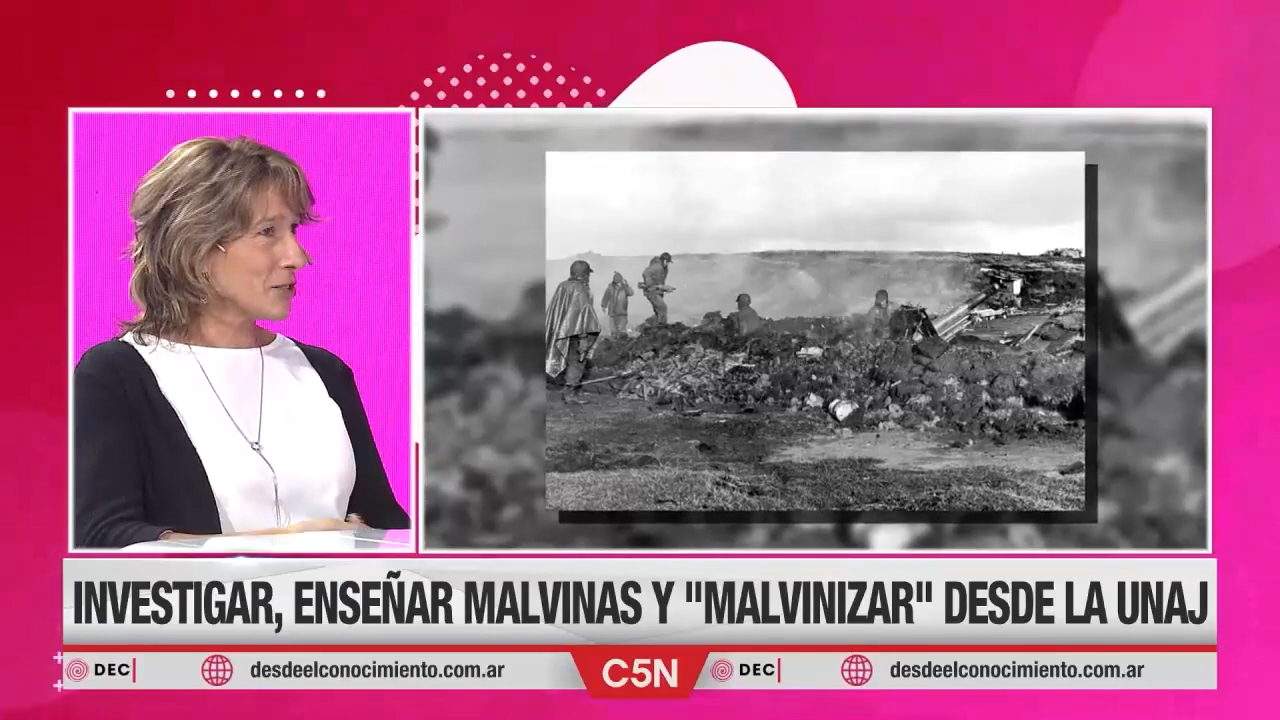 INVESTIGAR, ENSEÑAR MALVINAS Y "MALVINIZAR" DESDE LA UNAJ
DEC desdeelconocimiento.com.ar C5N DEC desdeelconocimiento.com.ar